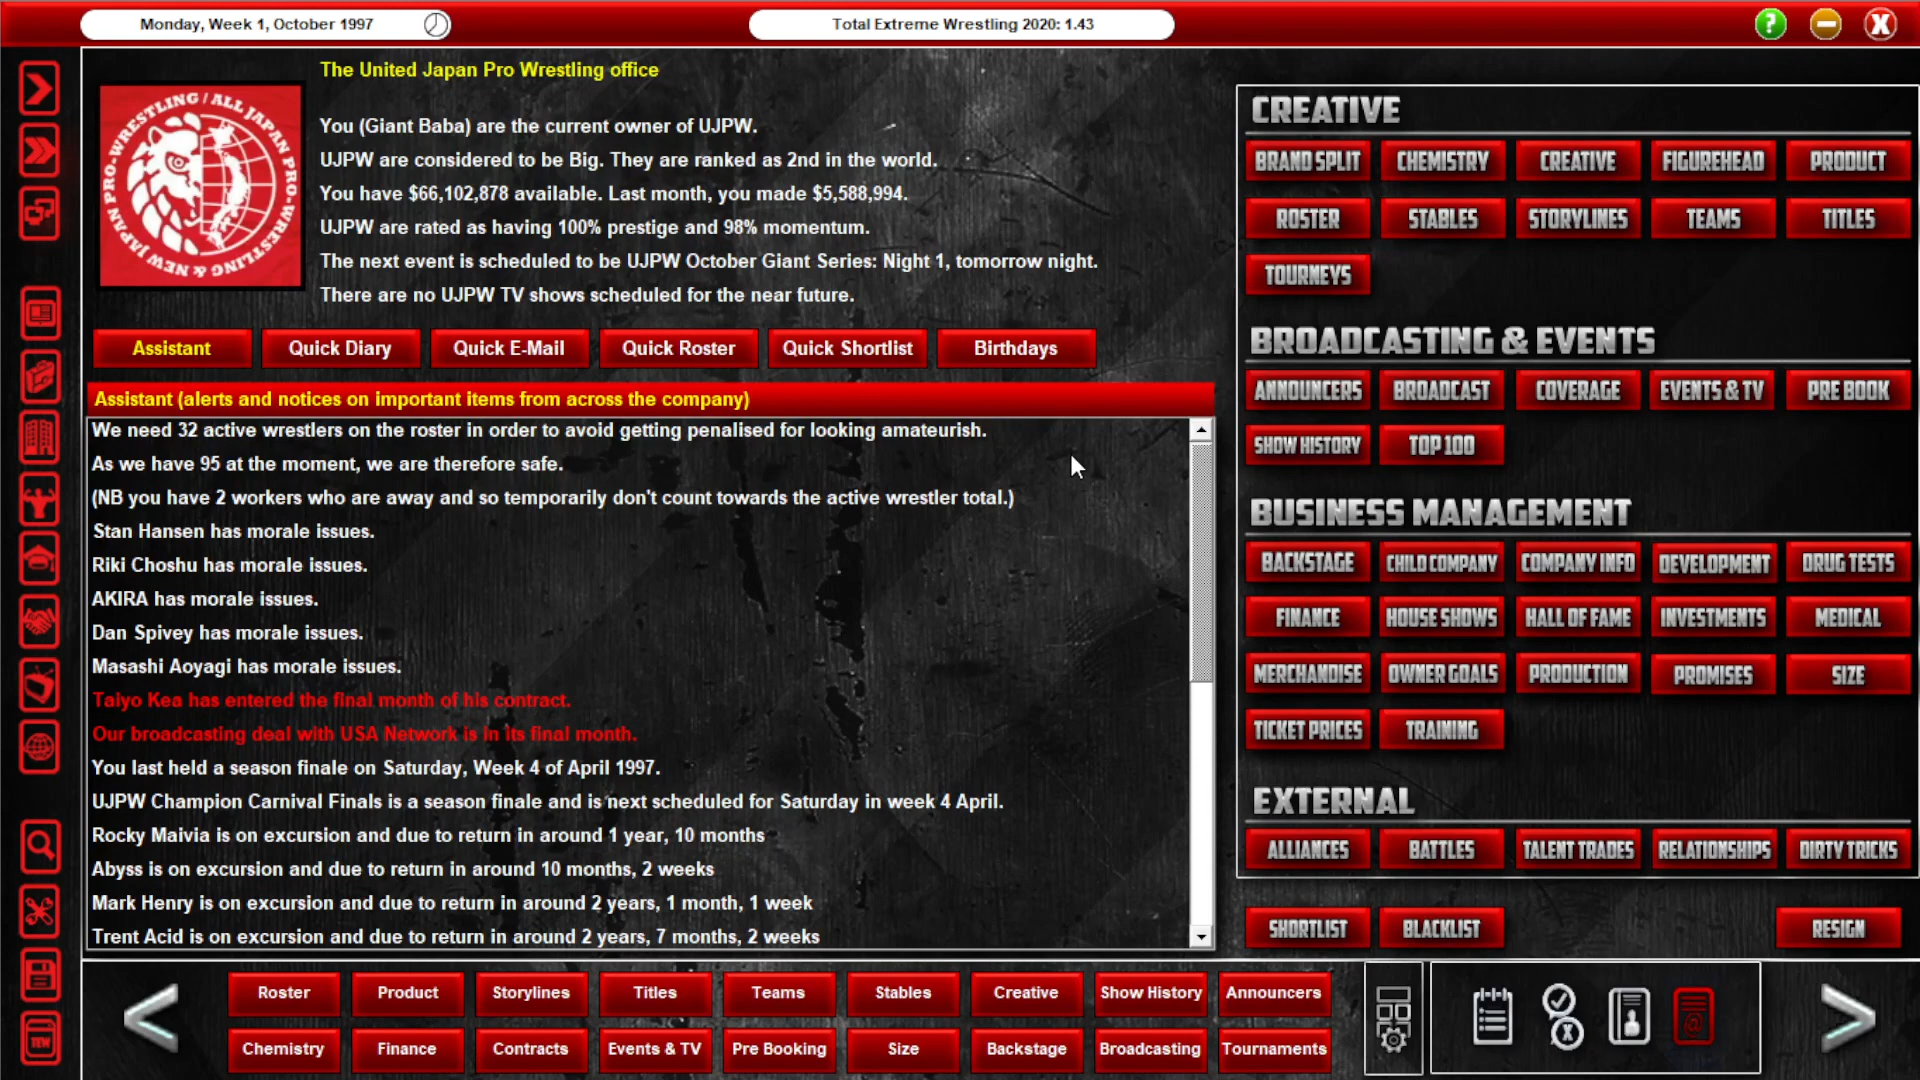 Monday, Week 1, October 1997
Total Extreme Wrestling 2020: 1.43
?
X
The United Japan Pro Wrestling office
PRO-WRESTLING / ALL JAPAN PRO-WRESTLING & NEW JAPAN
You (Giant Baba) are the current owner of UJPW.
UJPW are considered to be Big. They are ranked as 2nd in the world.
You have $66,102,878 available. Last month, you made $5,588,994.
UJPW are rated as having 100% prestige and 98% momentum.
The next event is scheduled to be UJPW October Giant Series: Night 1, tomorrow night.
There are no UJPW TV shows scheduled for the near future.
Assistant
Quick Diary
Quick E-Mail
Quick Roster
Quick Shortlist
Birthdays
Assistant (alerts and notices on important items from across the company)
We need 32 active wrestlers on the roster in order to avoid getting penalised for looking amateurish.
As we have 95 at the moment, we are therefore safe.
(NB you have 2 workers who are away and so temporarily don't count towards the active wrestler total.)
Stan Hansen has morale issues.
Riki Choshu has morale issues.
AKIRA has morale issues.
Dan Spivey has morale issues.
Masashi Aoyagi has morale issues.
Taiyo Kea has entered the final month of his contract.
Our broadcasting deal with USA Network is in its final month.
You last held a season finale on Saturday, Week 4 of April 1997.
UJPW Champion Carnival Finals is a season finale and is next scheduled for Saturday in week 4 April.
Rocky Maivia is on excursion and due to return in around 1 year, 10 months
Abyss is on excursion and due to return in around 10 months, 2 weeks
Mark Henry is on excursion and due to return in around 2 years, 1 month, 1 week
Trent Acid is on excursion and due to return in around 2 years, 7 months, 2 weeks
CREATIVE
BRAND SPLIT
CHEMISTRY
CREATIVE
FIGUREHEAD
PRODUCT
ROSTER
STABLES
STORYLINES
TEAMS
TITLES
TOURNEYS
BROADCASTING & EVENTS
ANNOUNCERS
BROADCAST
COVERAGE
EVENTS & TV
PRE BOOK
SHOW HISTORY
TOP 100
BUSINESS MANAGEMENT
BACKSTAGE
CHILD COMPANY
COMPANY INFO
DEVELOPMENT
DRUG TESTS
FINANCE
HOUSE SHOWS
HALL OF FAME
INVESTMENTS
MEDICAL
MERCHANDISE
OWNER GOALS
PRODUCTION
PROMISES
SIZE
TICKET PRICES
TRAINING
EXTERNAL
ALLIANCES
BATTLES
TALENT TRADES
RELATIONSHIPS
DIRTY TRICKS
SHORTLIST
BLACKLIST
RESIGN
TEW
Roster
Product
Storylines
Titles
Teams
Stables
Creative
Show History
Announcers
Chemistry
Finance
Contracts
Events & TV
Pre Booking
Size
Backstage
Broadcasting
Tournaments